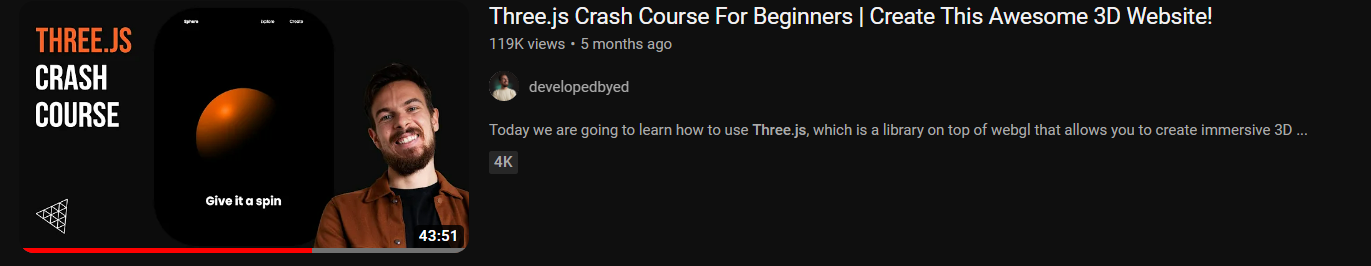 Sphere Explore Create
THREE.JS
CRASH
COURSE
Give it a spin
43:51
Three.js Crash Course For Beginners | Create This Awesome 3D Website!
119K views • 5 months ago
developedbyed
Today we are going to learn how to use Three.js, which is a library on top of webgl that allows you to create immersive 3D ...
4K